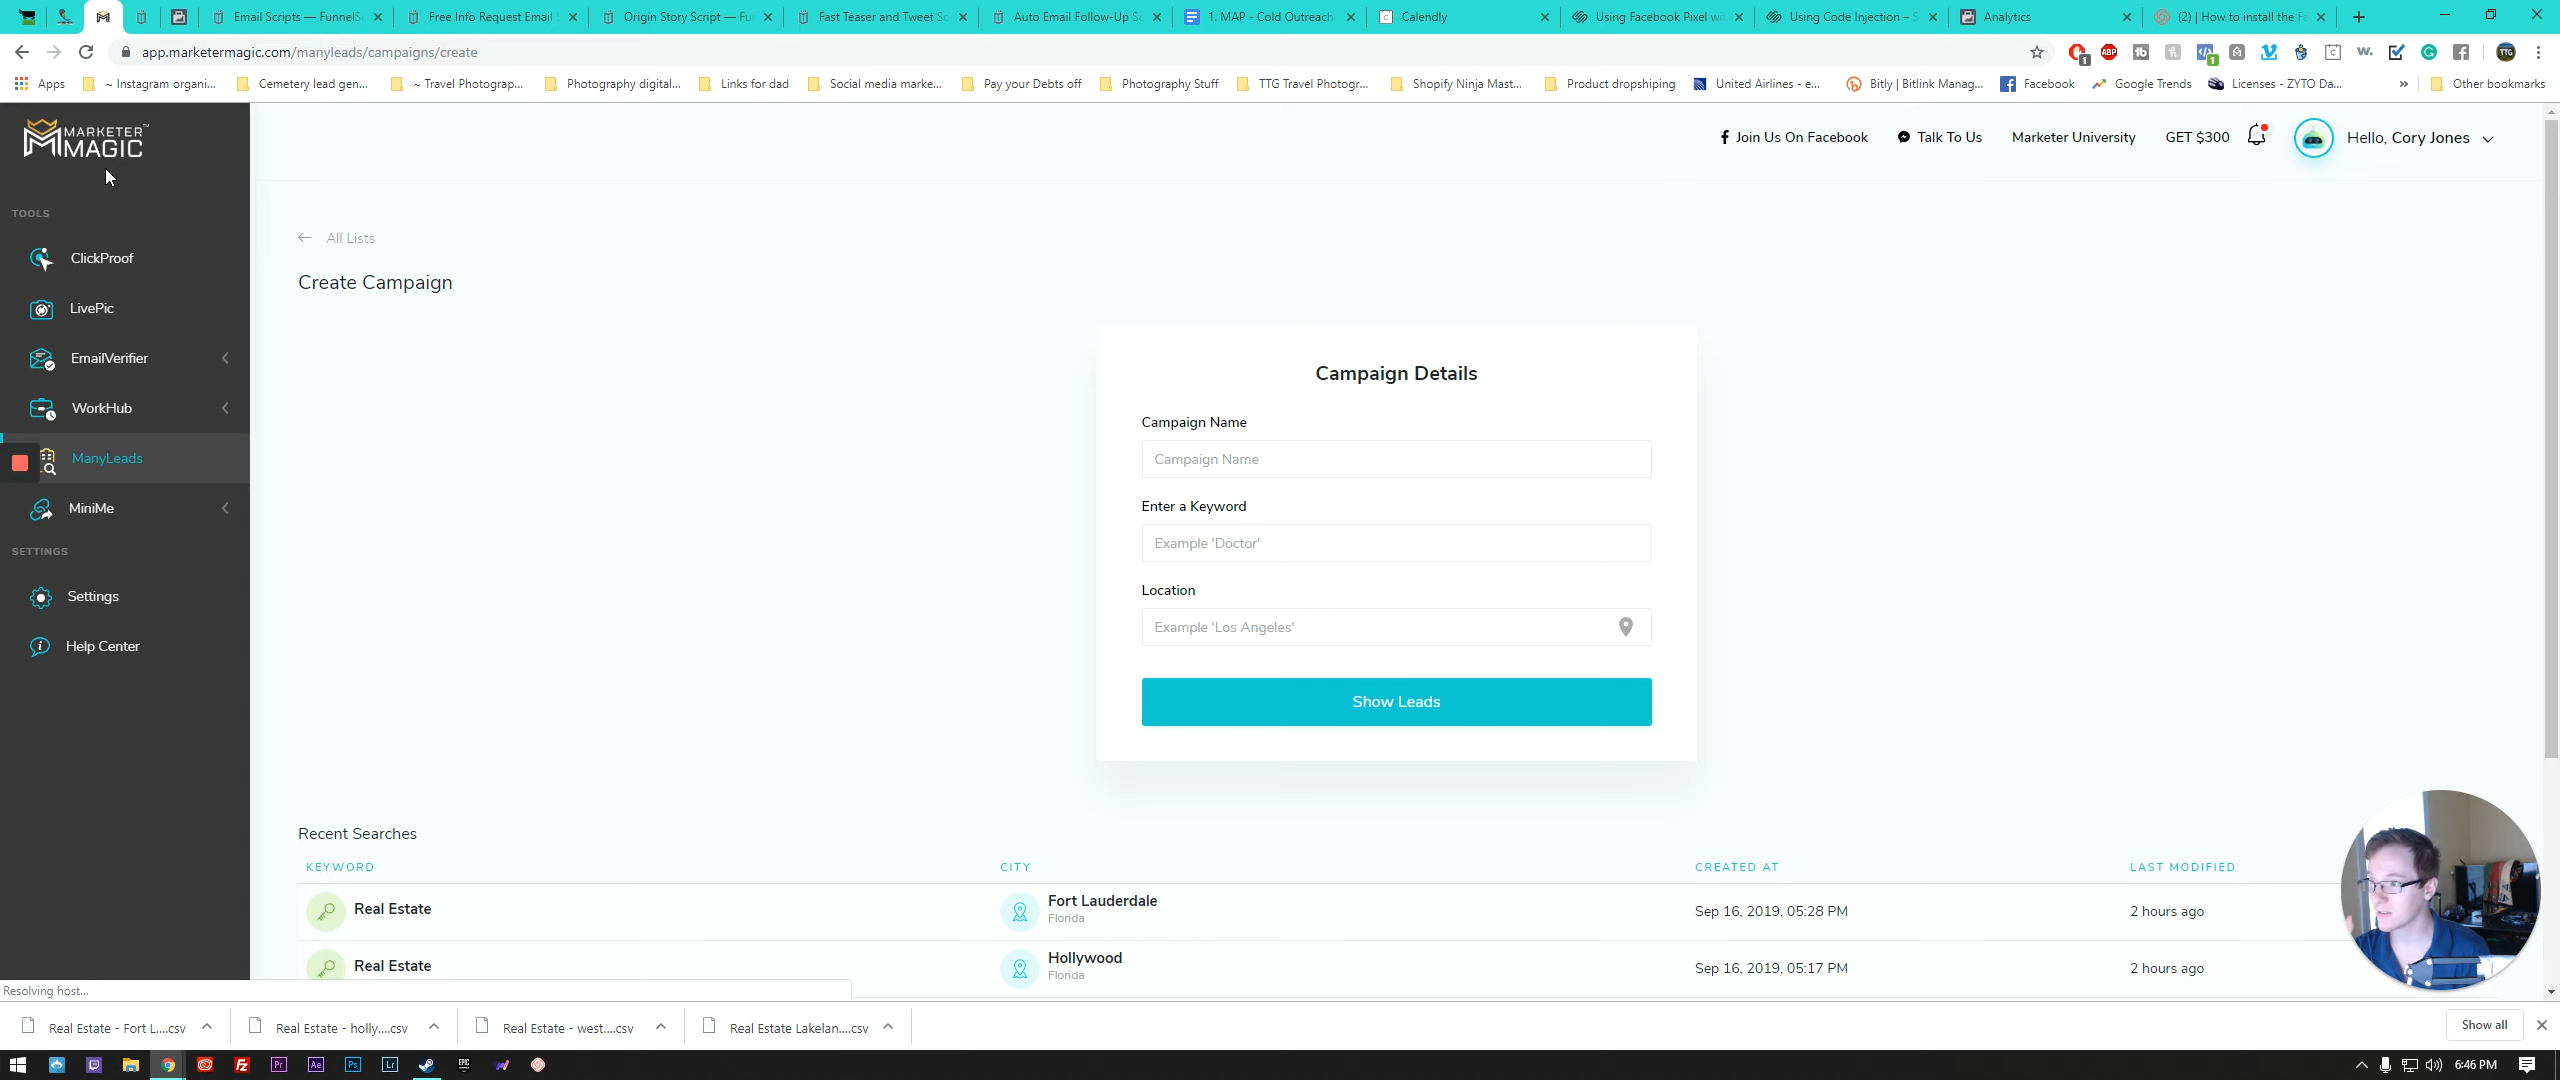 Email Scripts — FunnelS
Free Info Request Email
Origin Story Script — Fu
Fast Teaser and Tweet Sc
Auto Email Follow-Up Sc
1. MAP - Cold Outreach
Calendly
Using Facebook Pixel wi
Using Code Injection – S
Analytics
(2) | How to install the Fa
app.marketermagic.com/manyleads/campaigns/create
Apps
~ Instagram organi...
Cemetery lead gen...
~ Travel Photograp...
Photography digital...
Links for dad
Social media marke...
Pay your Debts off
Photography Stuff
TTG Travel Photogr...
Shopify Ninja Mast...
Product dropshiping
United Airlines - e...
Bitly | Bitlink Manag...
Facebook
Google Trends
Licenses - ZYTO Da...
»
Other bookmarks
MARKETER™
MAGIC
Join Us On Facebook
Talk To Us
Marketer University
GET $300
Hello, Cory Jones
TOOLS
ClickProof
LivePic
EmailVerifier
WorkHub
ManyLeads
MiniMe
SETTINGS
Settings
Help Center
All Lists
Create Campaign
Campaign Details
Campaign Name
Campaign Name
Enter a Keyword
Example 'Doctor'
Location
Example 'Los Angeles'
Show Leads
Recent Searches
KEYWORD CITY CREATED AT LAST MODIFIED
Real Estate Fort Lauderdale Sep 16, 2019, 05:28 PM 2 hours ago
Florida
Real Estate Hollywood Sep 16, 2019, 05:17 PM 2 hours ago
Florida
Resolving host...
Real Estate - Fort L....csv
Real Estate - holly....csv
Real Estate - west....csv
Real Estate Lakelan....csv
Show all
6:46 PM